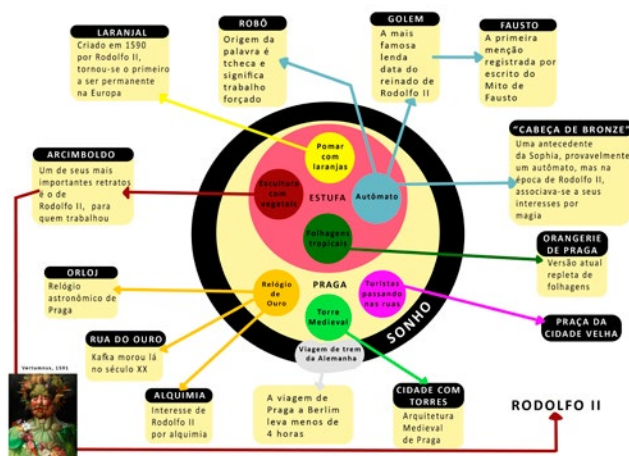 LARANJAL
Criado em 1590
por Rodolfo II,
tornou-se o primeiro
a ser permanente
na Europa
ROBÔ
Origem da
palavra é
tcheca e
significa
trabalho
forçado
GOLEM
A mais
famosa
lenda
data do
reinado de
Rodolfo II
FAUSTO
A primeira
menção
registrada por
escrito do
Mito de
Fausto
"CABEÇA DE BRONZE"
Uma antecedente
da Sophia, provavelmente
um autômato, mas na
época de Rodolfo II,
associava-se a seus
interesses por
magia
ARCIMBOLDO
Um de seus mais
importantes retratos
é o de
Rodolfo II, para
quem trabalhou
Pomar
com
laranjas
Escultura
com
vegetais
ESTUFA
Autômato
Folhagens
tropicais
ORANGERIE
DE PRAGA
Versão atual
repleta de
folhagens
ORLOJ
Relógio
astronômico de
Praga
PRAGA
Relógio
de
Ouro
Turistas
passando
nas ruas
Torre
Medieval
SONHO
PRAÇA DA
CIDADE VELHA
RUA DO OURO
Kafka morou lá
no século XX
Viagem de trem
da Alemanha
ALQUIMIA
Interesse de
Rodolfo II
por alquimia
A viagem de
Praga a Berlim
leva menos de
4 horas
CIDADE COM
TORRES
Arquitetura
Medieval
de Praga
Vertumnus, 1591
RODOLFO II